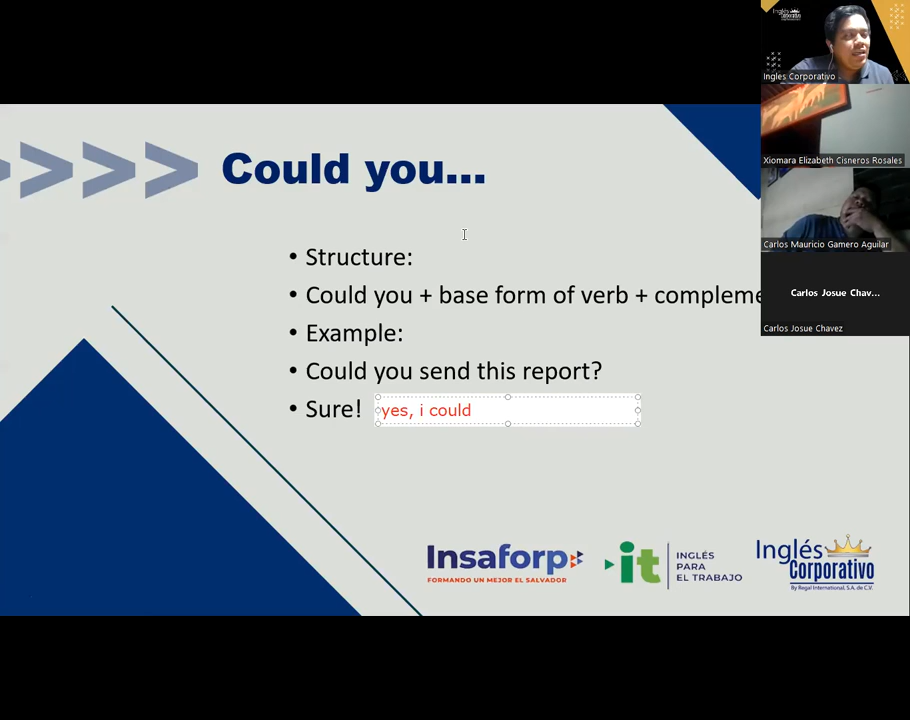 Could you...
• Structure:
• Could you + base form of verb + compleme
• Example:
• Could you send this report?
• Sure!
yes, i could
Insaforp
FORMANDO UN MEJOR EL SALVADOR
it
INGLÉS
PARA
EL TRABAJO
Inglés
Corporativo
By Regal International, S.A. de C.V.
Inglés
Corporativo
Ingles Corporativo
Xiomara Elizabeth Cisneros Rosales
Carlos Mauricio Gamero Aguilar
Carlos Josue Chav...
Carlos Josue Chavez